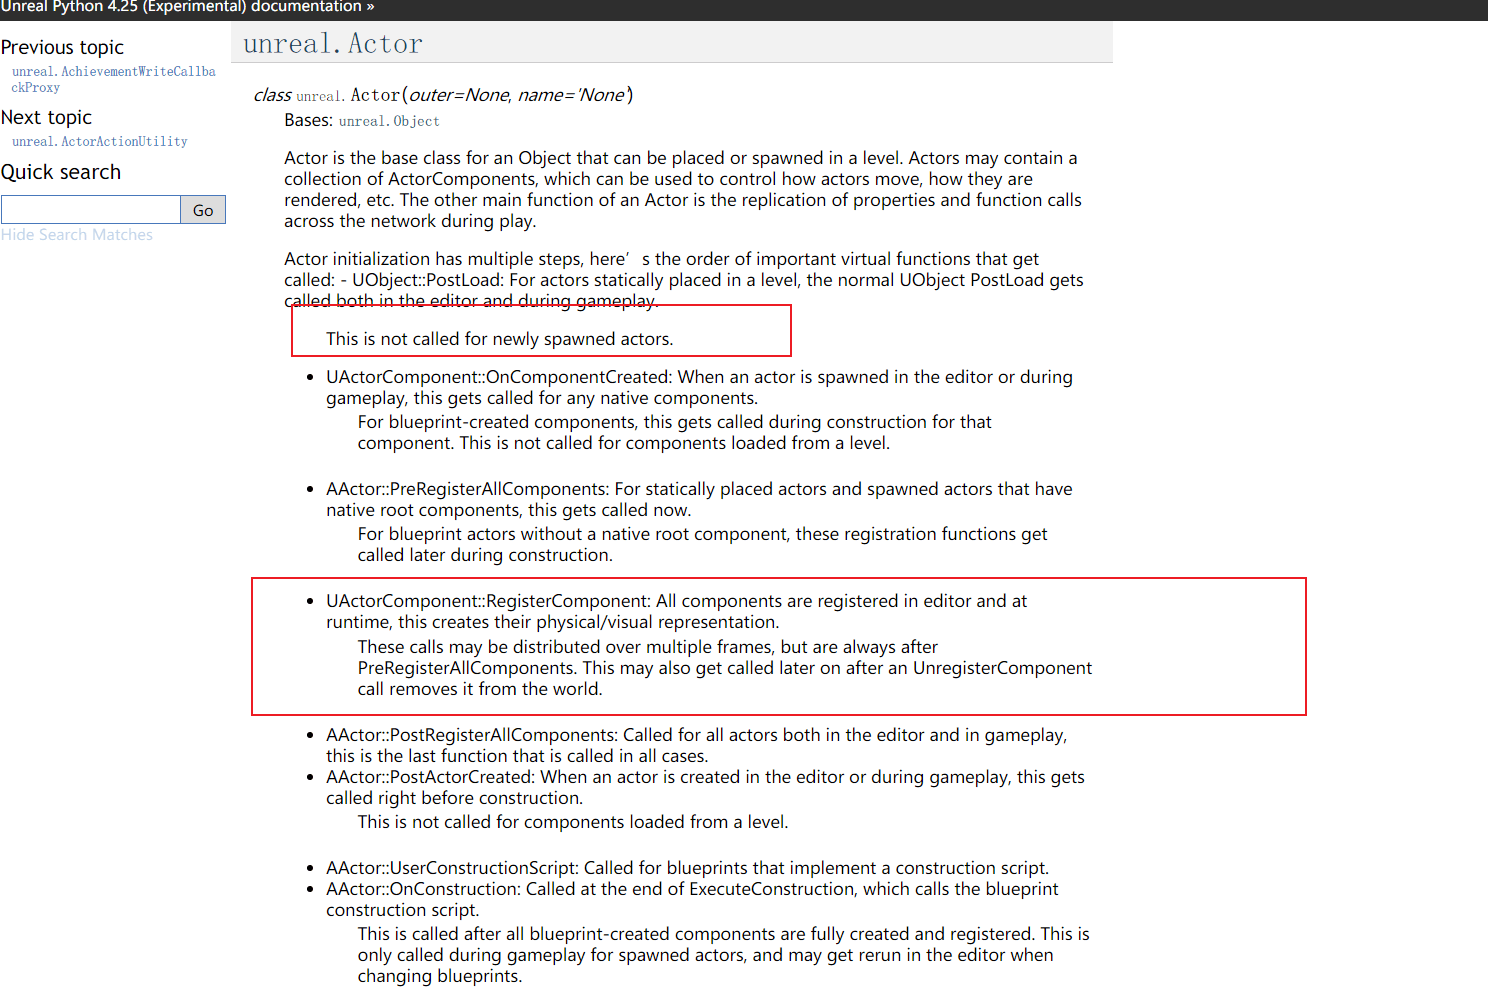 Unreal Python 4.25 (Experimental) documentation »
Previous topic
unreal.AchievementWriteCallba
ckProxy
Next topic
unreal.ActorActionUtility
Quick search
Go
Hide Search Matches
unreal.Actor
class unreal.Actor(outer=None, name='None')
Bases: unreal.Object
Actor is the base class for an Object that can be placed or spawned in a level. Actors may contain a
collection of ActorComponents, which can be used to control how actors move, how they are
rendered, etc. The other main function of an Actor is the replication of properties and function calls
across the network during play.
Actor initialization has multiple steps, here’s the order of important virtual functions that get
called: - UObject::PostLoad: For actors statically placed in a level, the normal UObject PostLoad gets
called both in the editor and during gameplay.
This is not called for newly spawned actors.
• UActorComponent::OnComponentCreated: When an actor is spawned in the editor or during
gameplay, this gets called for any native components.
For blueprint-created components, this gets called during construction for that
component. This is not called for components loaded from a level.
• AActor::PreRegisterAllComponents: For statically placed actors and spawned actors that have
native root components, this gets called now.
For blueprint actors without a native root component, these registration functions get
called later during construction.
• UActorComponent::RegisterComponent: All components are registered in editor and at
runtime, this creates their physical/visual representation.
These calls may be distributed over multiple frames, but are always after
PreRegisterAllComponents. This may also get called later on after an UnregisterComponent
call removes it from the world.
• AActor::PostRegisterAllComponents: Called for all actors both in the editor and in gameplay,
this is the last function that is called in all cases.
• AActor::PostActorCreated: When an actor is created in the editor or during gameplay, this gets
called right before construction.
This is not called for components loaded from a level.
• AActor::UserConstructionScript: Called for blueprints that implement a construction script.
• AActor::OnConstruction: Called at the end of ExecuteConstruction, which calls the blueprint
construction script.
This is called after all blueprint-created components are fully created and registered. This is
only called during gameplay for spawned actors, and may get rerun in the editor when
changing blueprints.